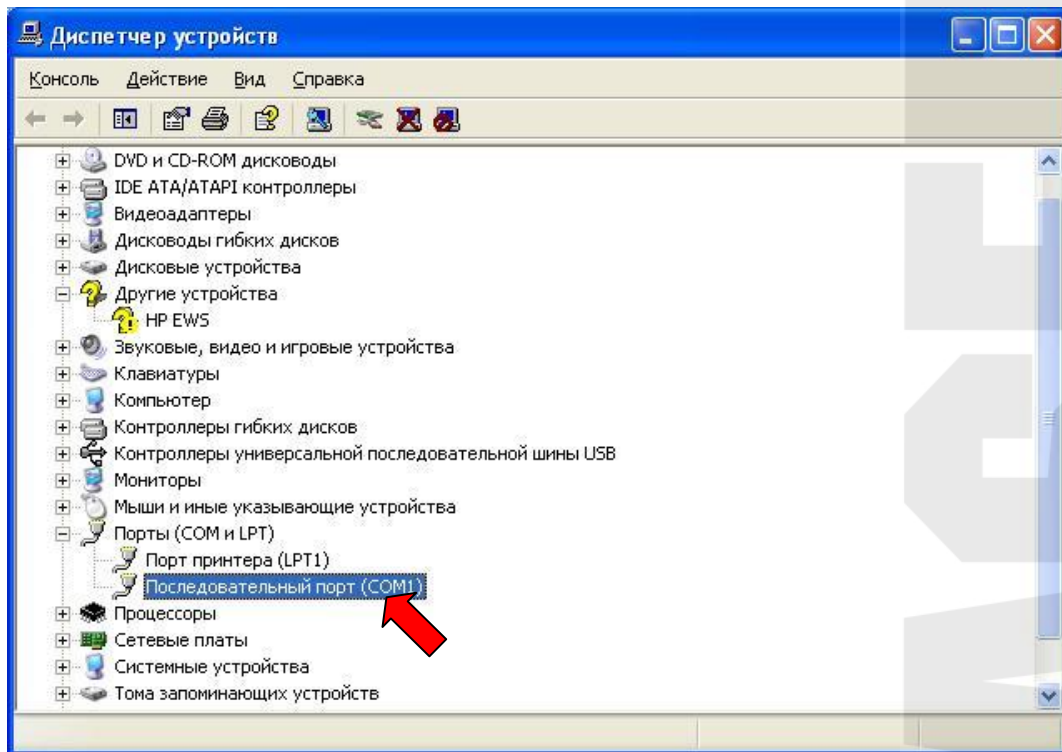 Диспетчер устройств
Консоль Действие Вид Справка
DVD и CD-ROM дисководы
IDE ATA/ATAPI контроллеры
Видеоадаптеры
Дисководы гибких дисков
Дисковые устройства
Другие устройства
HP EWS
Звуковые, видео и игровые устройства
Клавиатуры
Компьютер
Контроллеры гибких дисков
Контроллеры универсальной последовательной шины USB
Мониторы
Мыши и иные указывающие устройства
Порты (COM и LPT)
Порт принтера (LPT1)
Последовательный порт (COM1)
Процессоры
Сетевые платы
Системные устройства
Тома запоминающих устройств